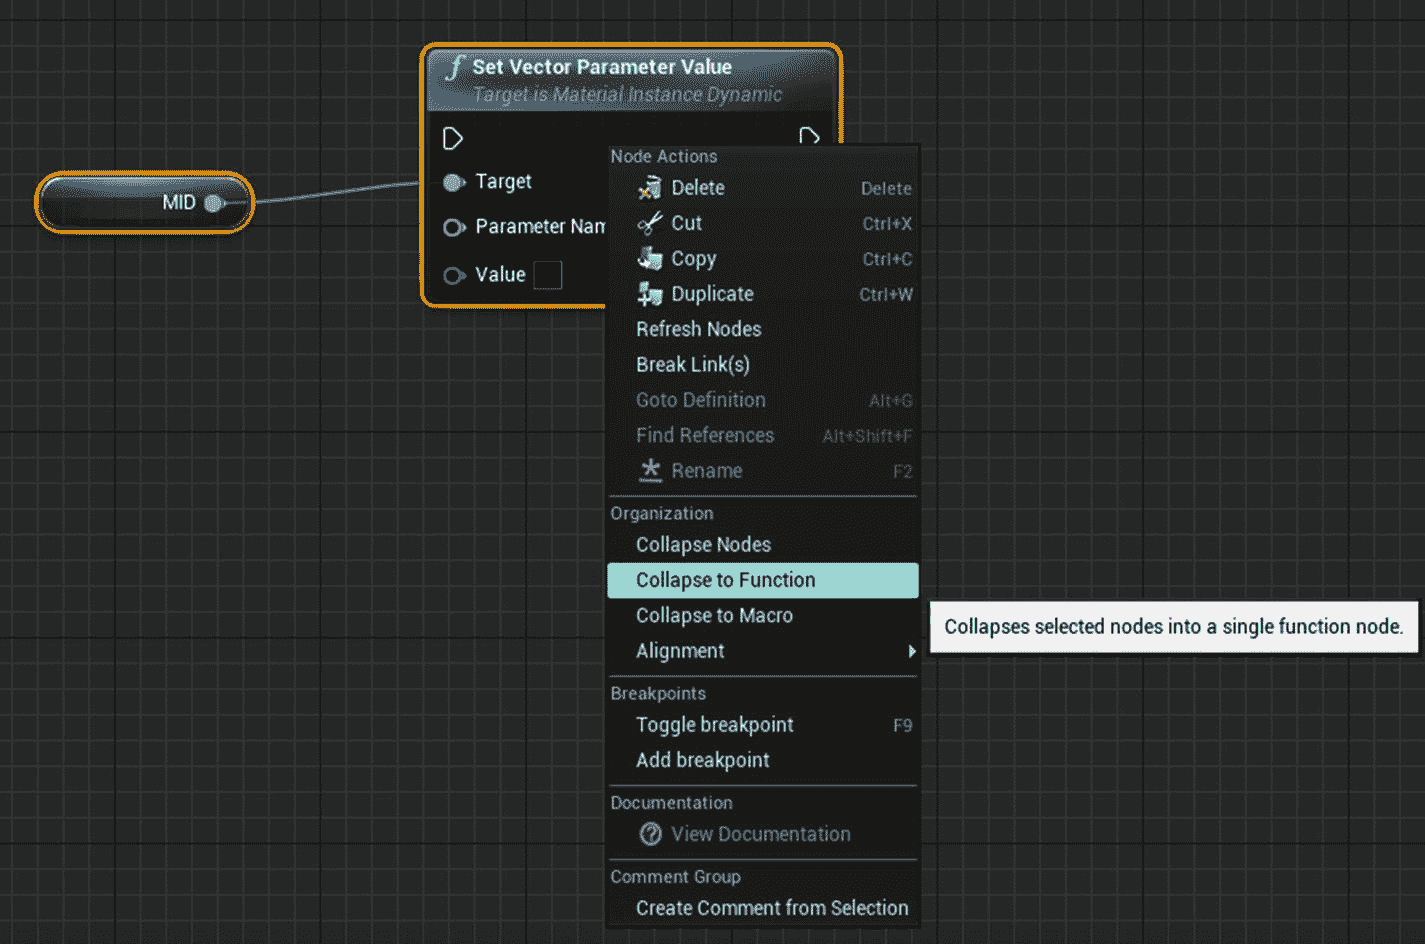 Set Vector Parameter Value
Target is Material Instance Dynamic
MID
Target
Parameter Nam
Value
Node Actions
Delete Delete
Cut Ctrl+X
Copy Ctrl+C
Duplicate Ctrl+W
Refresh Nodes
Break Link(s)
Goto Definition Alt+G
Find References Alt+Shift+F
Rename F2
Organization
Collapse Nodes
Collapse to Function
Collapse to Macro
Collapses selected nodes into a single function node.
Alignment
Breakpoints
Toggle breakpoint F9
Add breakpoint
Documentation
View Documentation
Comment Group
Create Comment from Selection